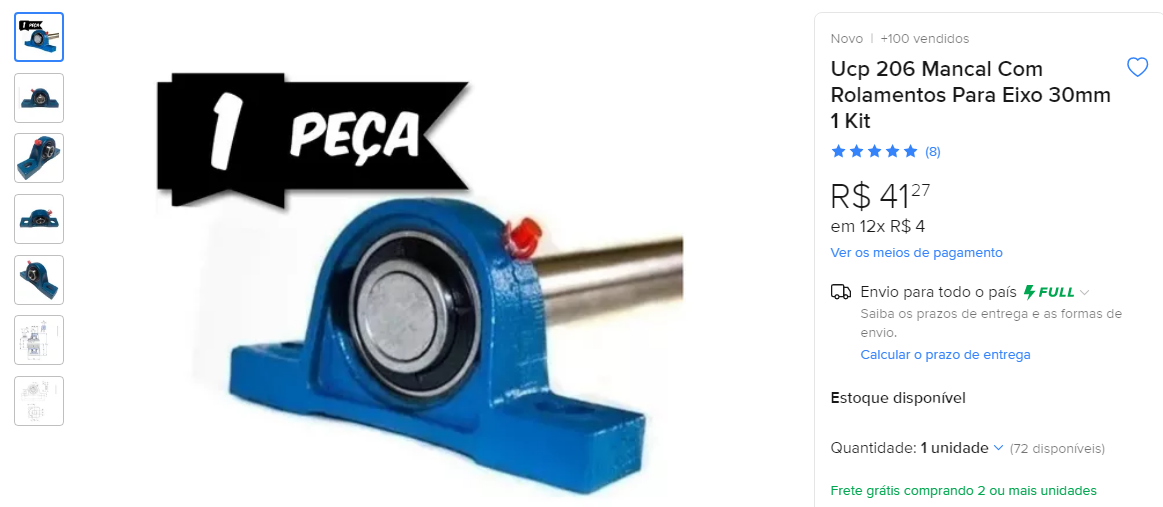 1 PEÇA
1 PEÇA
Novo | +100 vendidos
Ucp 206 Mancal Com
Rolamentos Para Eixo 30mm
1 Kit
(8)
R$ 41 27
em 12x R$ 4
Ver os meios de pagamento
Envio para todo o país FULL
Saiba os prazos de entrega e as formas de
envio.
Calcular o prazo de entrega
Estoque disponível
Quantidade: 1 unidade (72 disponíveis)
Frete grátis comprando 2 ou mais unidades